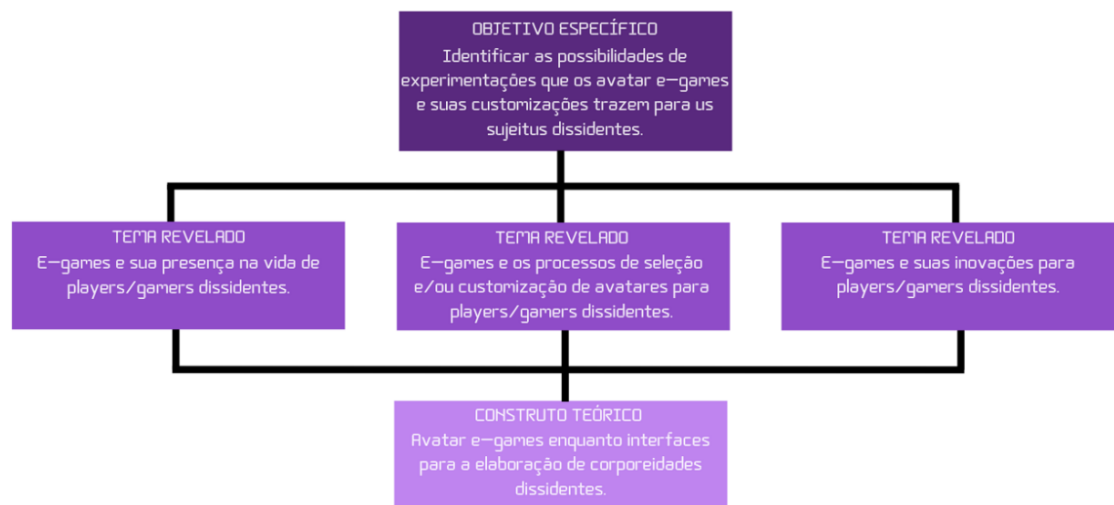 OBJETIVO ESPECÍFICO
Identificar as possibilidades de
experimentações que os avatar e-games
e suas customizações trazem para us
sujeitus dissidentes.
TEMA REVELADO
E-games e sua presença na vida de
players/gamers dissidentes.
TEMA REVELADO
E-games e os processos de seleção
e/ou customização de avatares para
players/gamers dissidentes.
TEMA REVELADO
E-games e suas inovações para
players/gamers dissidentes.
CONSTRUTO TEÓRICO
Avatar e-games enquanto interfaces
para a elaboração de corporeidades
dissidentes.